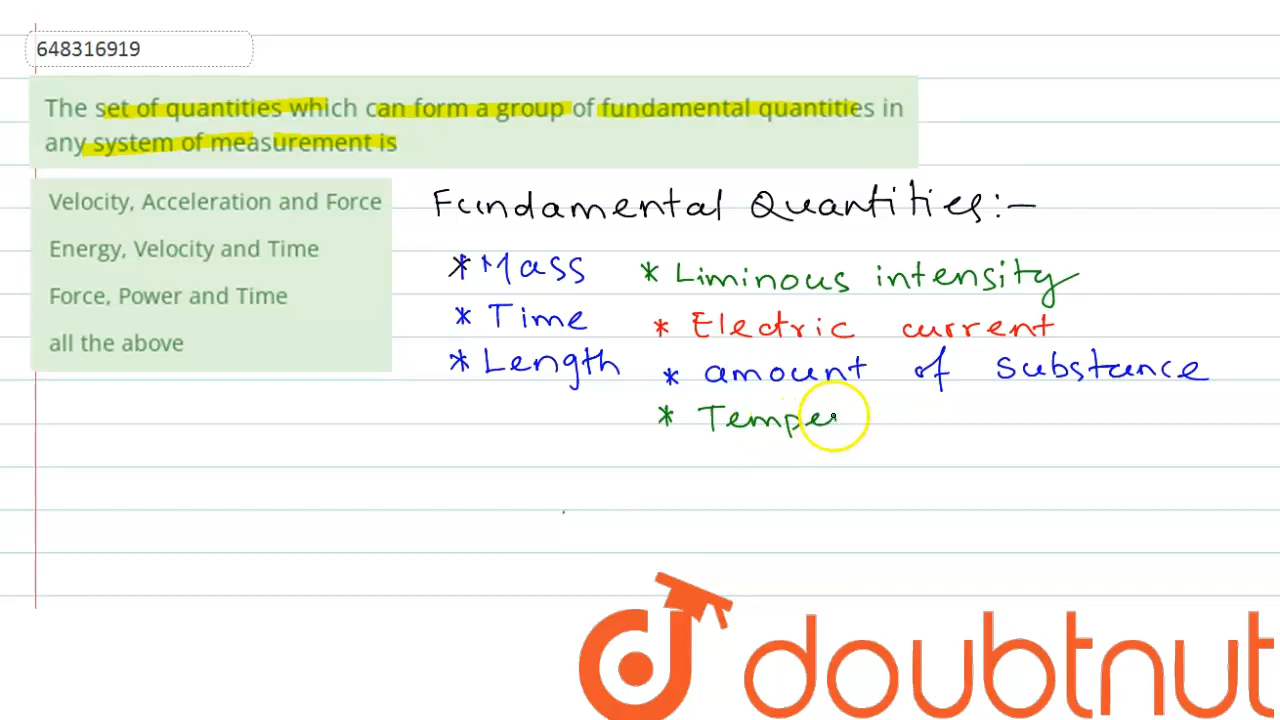 648316919
The set of quantities which can form a group of fundamental quantities in
any system of measurement is
Velocity, Acceleration and Force
Energy, Velocity and Time
Force, Power and Time
all the above
Fundamental Quantities:-
* Mass
* Time
* Length
* Liminous intensity
* Electric current
* amount of substance
* Tempe
doubtnut